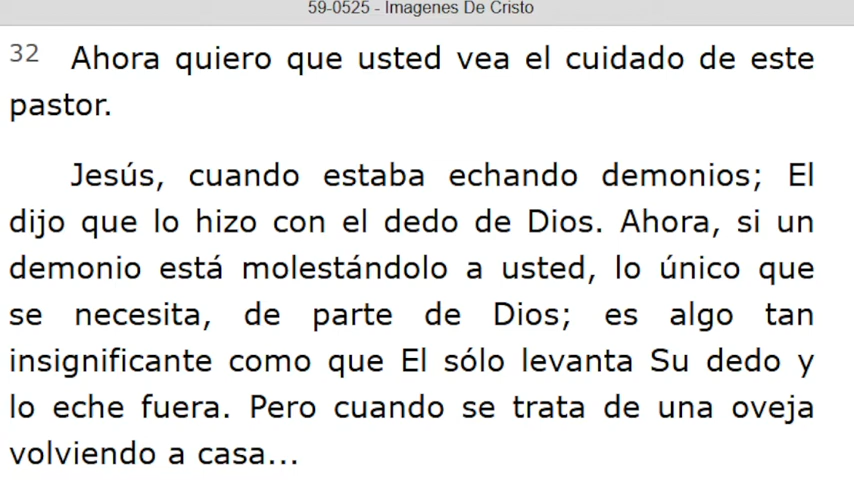 59-0525 - Imagenes De Cristo
32 Ahora quiero que usted vea el cuidado de este
pastor.
Jesús, cuando estaba echando demonios; El
dijo que lo hizo con el dedo de Dios. Ahora, si un
demonio está molestándolo a usted, lo único que
se necesita, de parte de Dios; es algo tan
insignificante como que El sólo levanta Su dedo y
lo eche fuera. Pero cuando se trata de una oveja
volviendo a casa...